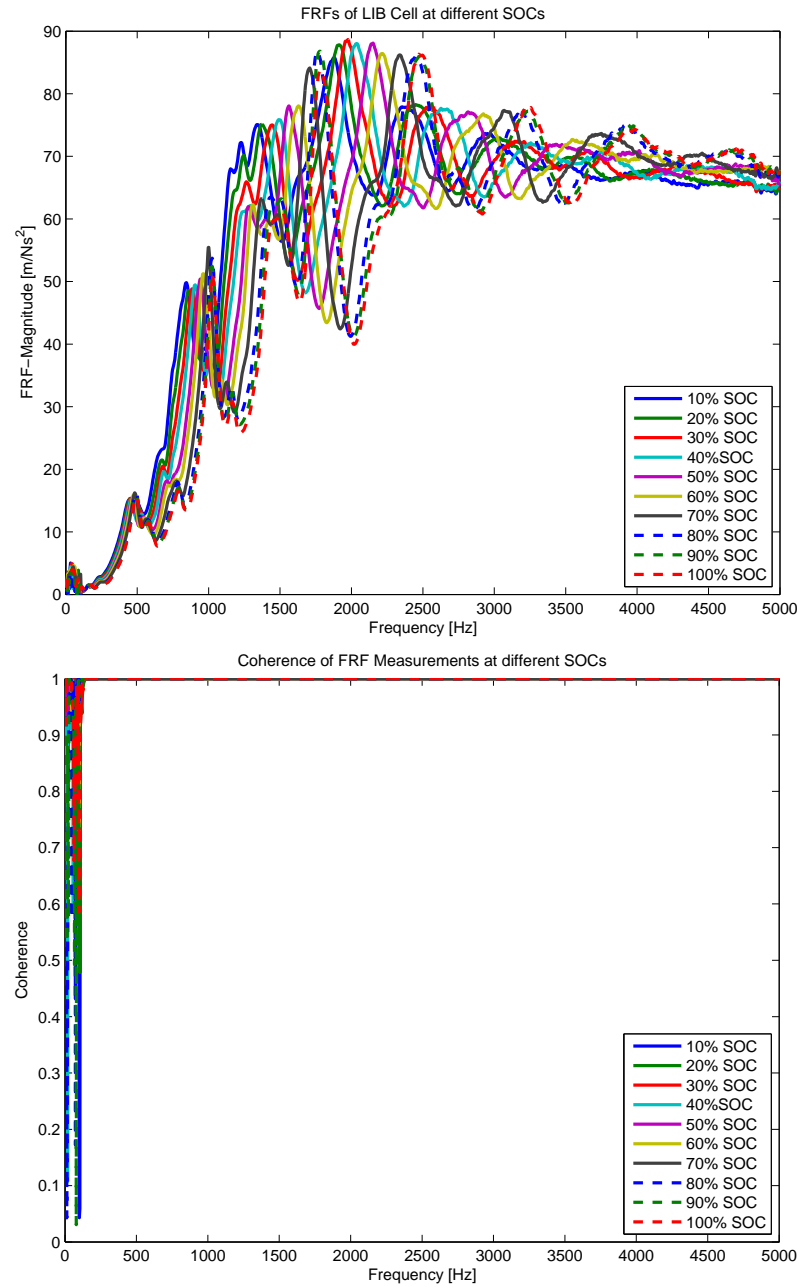 FRFs of LIB Cell at different SOCs
90
80
70
60
50
40
30
20
10
0
FRF-Magnitude [m/Ns²]
10% SOC
20% SOC
30% SOC
40%SOC
50% SOC
60% SOC
70% SOC
80% SOC
90% SOC
100% SOC
0 500 1000 1500 2000 2500 3000 3500 4000 4500 5000
Frequency [Hz]
Coherence of FRF Measurements at different SOCs
1
0.9
0.8
0.7
0.6
0.5
0.4
0.3
0.2
0.1
0
Coherence
10% SOC
20% SOC
30% SOC
40%SOC
50% SOC
60% SOC
70% SOC
80% SOC
90% SOC
100% SOC
0 500 1000 1500 2000 2500 3000 3500 4000 4500 5000
Frequency [Hz]